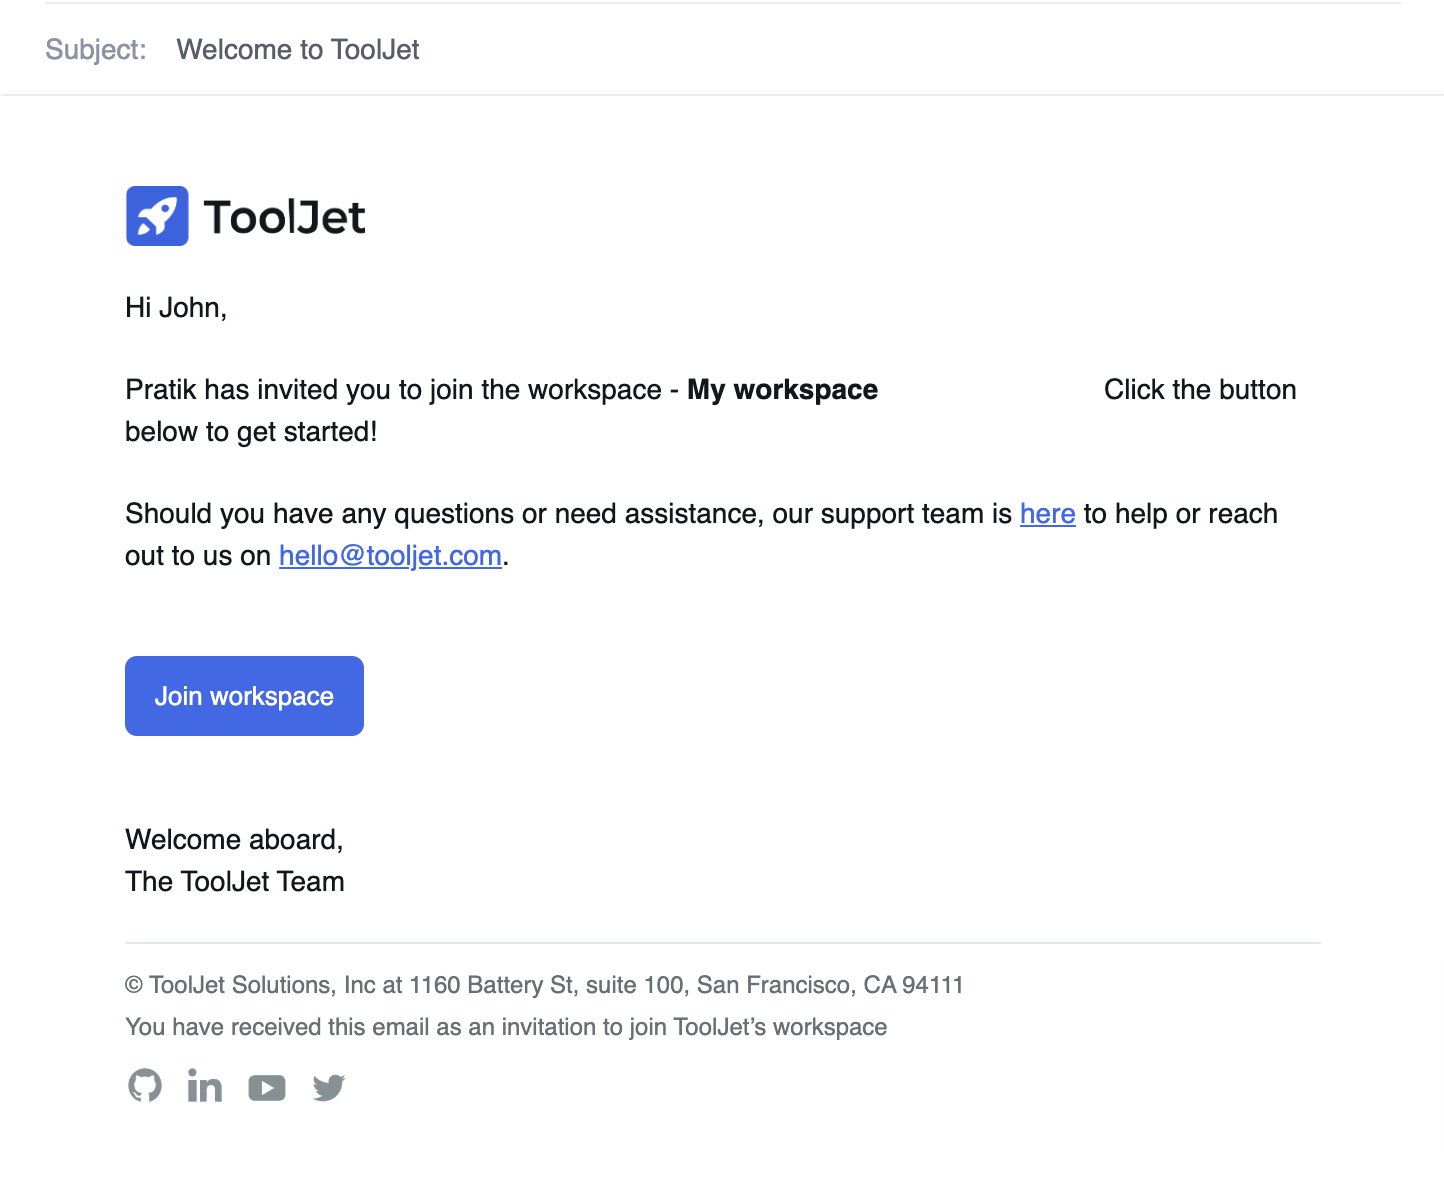 Subject: Welcome to ToolJet
ToolJet
Hi John,
Pratik has invited you to join the workspace - My workspace Click the button
below to get started!
Should you have any questions or need assistance, our support team is here to help or reach
out to us on hello@tooljet.com.
Join workspace
Welcome aboard,
The ToolJet Team
© ToolJet Solutions, Inc at 1160 Battery St, suite 100, San Francisco, CA 94111
You have received this email as an invitation to join ToolJet’s workspace